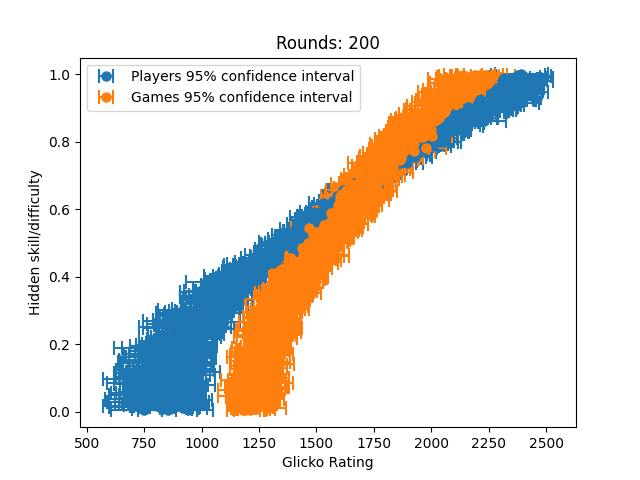 Rounds: 200
Players 95% confidence interval
Games 95% confidence interval
1.0
0.8
0.6
0.4
0.2
0.0
Hidden skill/difficulty
500 750 1000 1250 1500 1750 2000 2250 2500
Glicko Rating